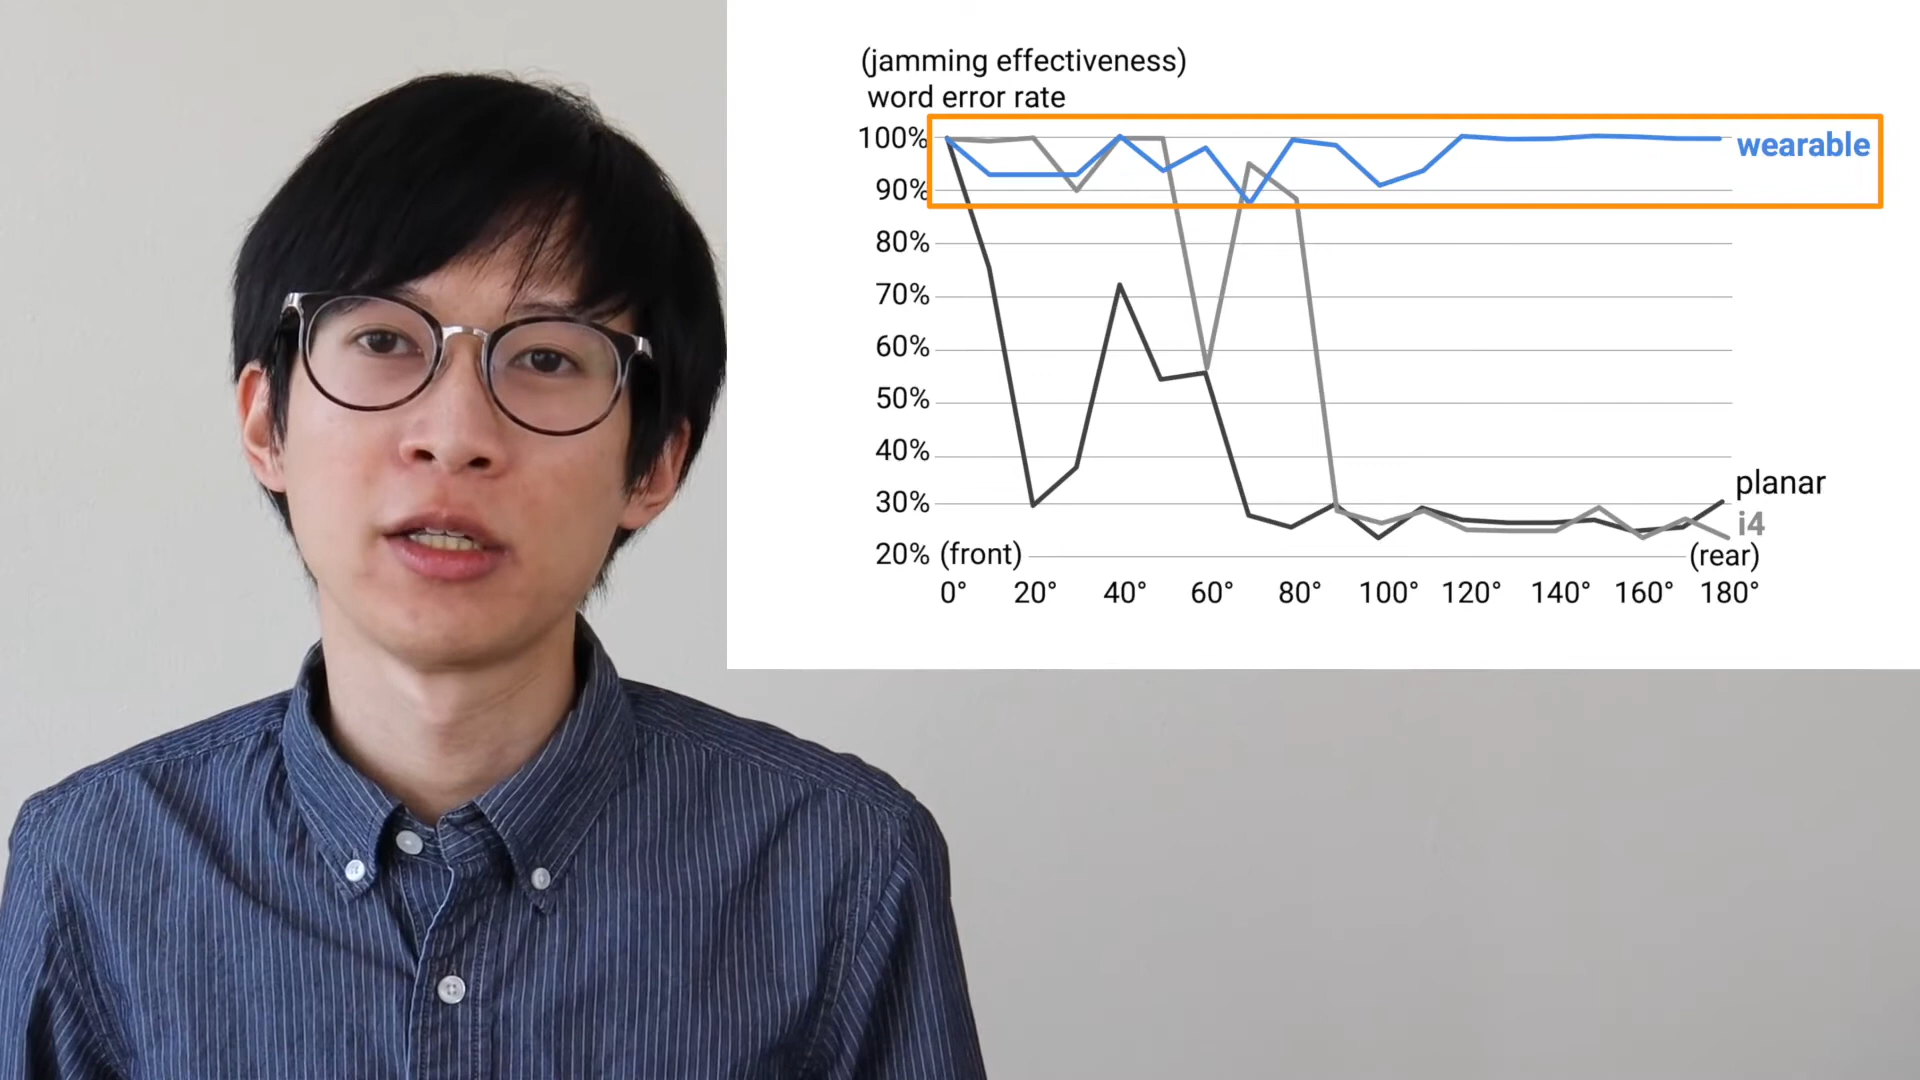 (jamming effectiveness)
word error rate
100%
wearable
90%
80%
70%
60%
50%
40%
30%
planar
i4
20% (front)
(rear)
0° 20° 40° 60° 80° 100° 120° 140° 160° 180°